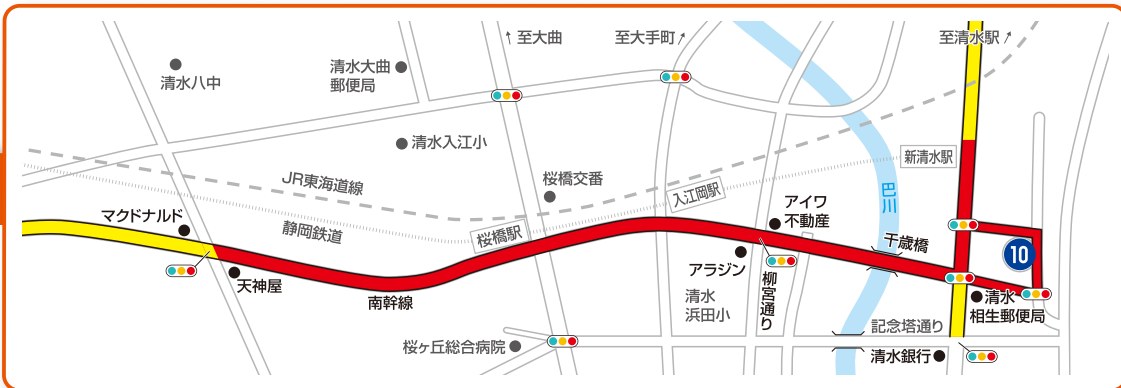 ↑至大曲
至大手町↗
至清水駅↗
清水八中
清水大曲
郵便局
清水入江小
JR東海道線
桜橋交番
入江岡駅
新清水駅
マクドナルド
静岡鉄道
桜橋駅
アイワ
不動産
巴川
千歳橋
10
天神屋
南幹線
アラジン
柳宮通り
清水
浜田小
清水
相生郵便局
記念塔通り
桜ヶ丘総合病院
清水銀行